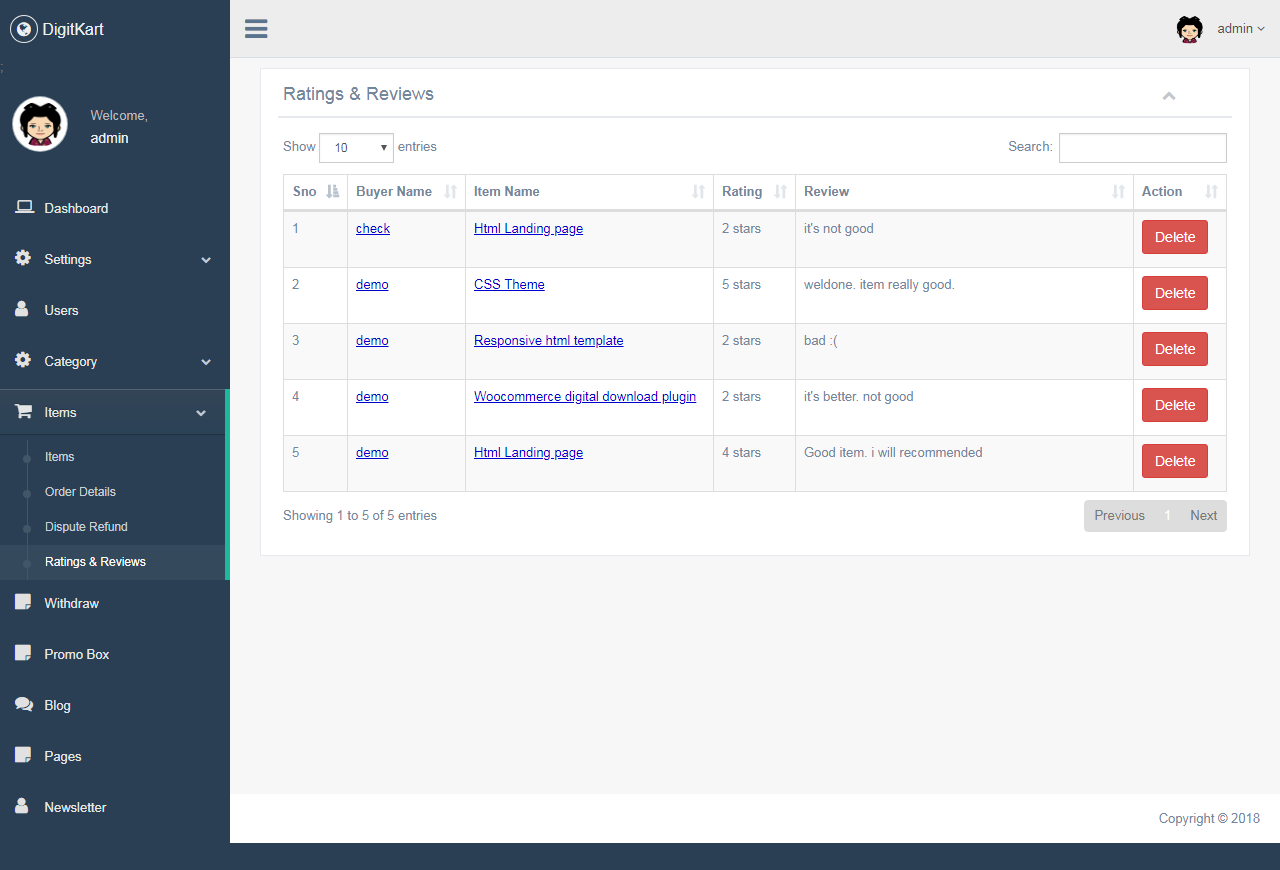 DigitKart
;
Welcome,
admin
Dashboard
Settings
Users
Category
Items
Items
Order Details
Dispute Refund
Ratings & Reviews
Withdraw
Promo Box
Blog
Pages
Newsletter
admin
Ratings & Reviews
Show 10 entries Search:
Sno Buyer Name Item Name Rating Review Action
1 check Html Landing page 2 stars it's not good Delete
2 demo CSS Theme 5 stars weldone. item really good. Delete
3 demo Responsive html template 2 stars bad :( Delete
4 demo Woocommerce digital download plugin 2 stars it's better. not good Delete
5 demo Html Landing page 4 stars Good item. i will recommended Delete
Showing 1 to 5 of 5 entries Previous 1 Next
Copyright © 2018